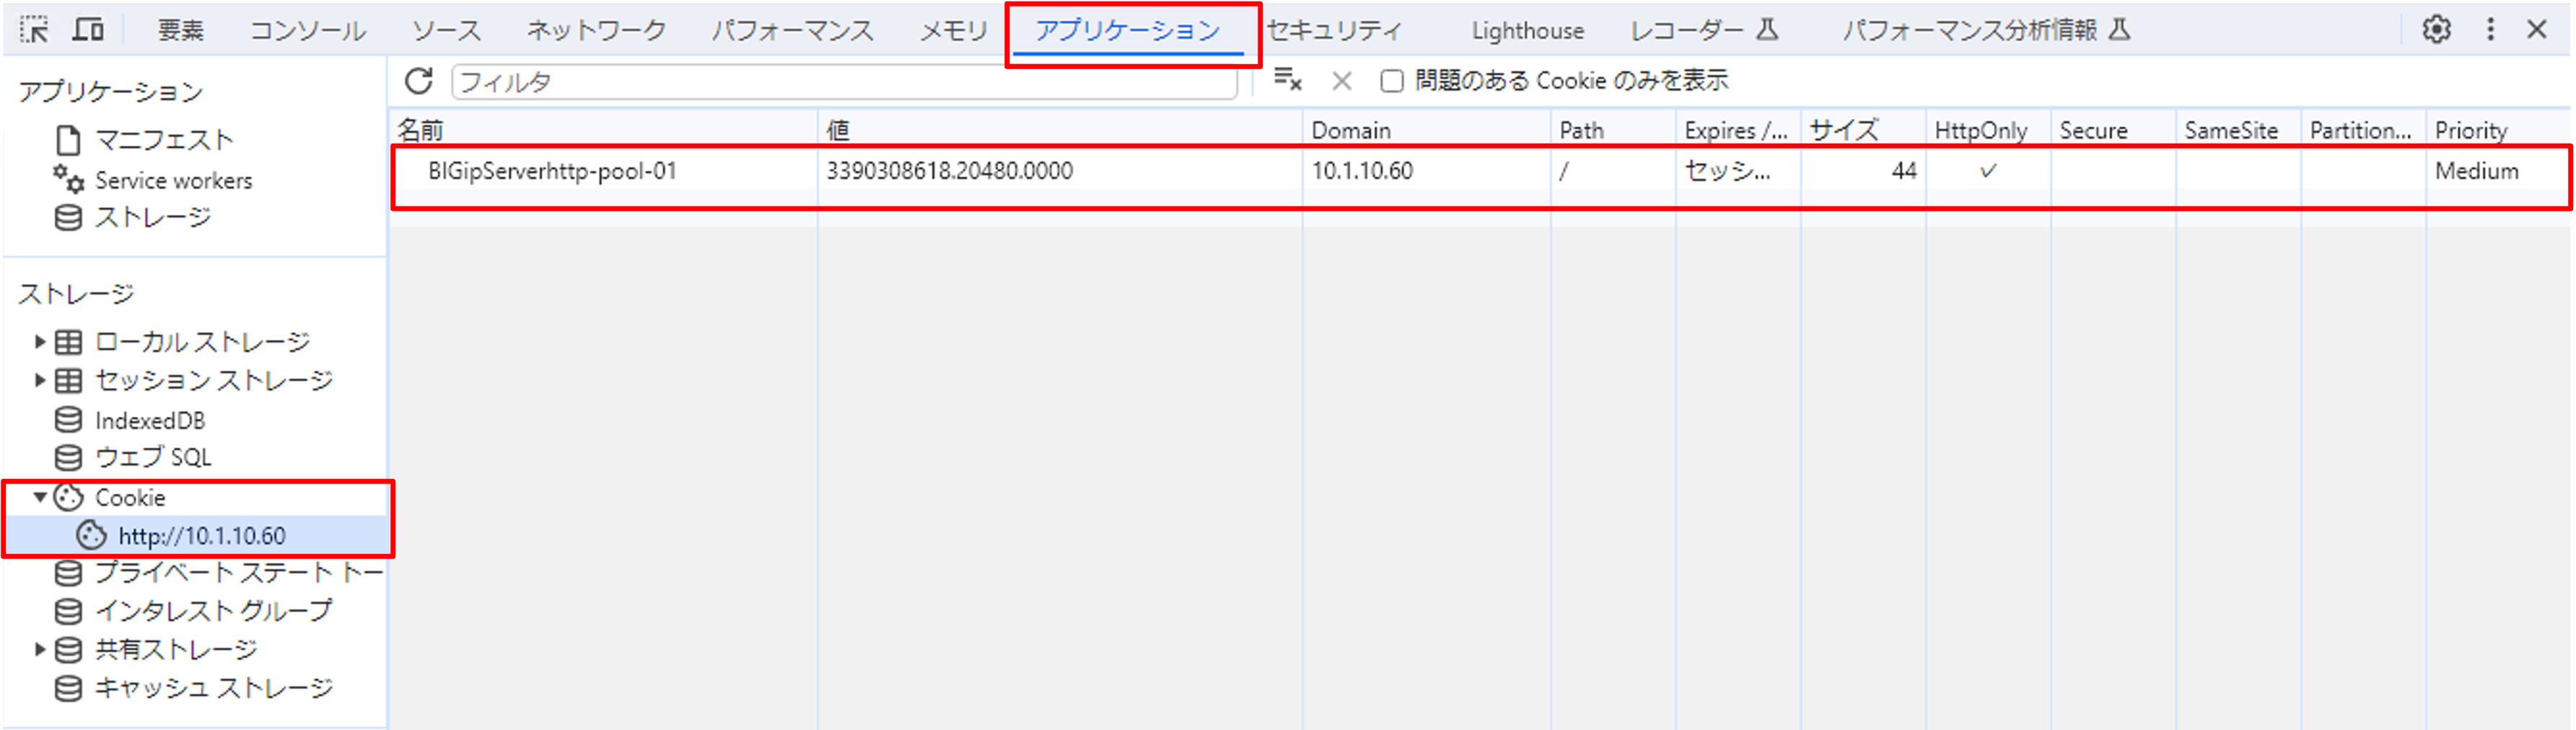 要素 コンソール ソース ネットワーク パフォーマンス メモリ アプリケーション セキュリティ Lighthouse レコーダー パフォーマンス分析情報
アプリケーション
マニフェスト
Service workers
ストレージ
ストレージ
ローカル ストレージ
セッション ストレージ
IndexedDB
ウェブ SQL
Cookie
http://10.1.10.60
プライベート ステート トー
インタレスト グループ
共有ストレージ
キャッシュ ストレージ
フィルタ 問題のある Cookie のみを表示
名前 値 Domain Path Expires /... サイズ HttpOnly Secure SameSite Partition... Priority
BIGipServerhttp-pool-01 3390308618.20480.0000 10.1.10.60 / セッシ... 44 ✓ Medium